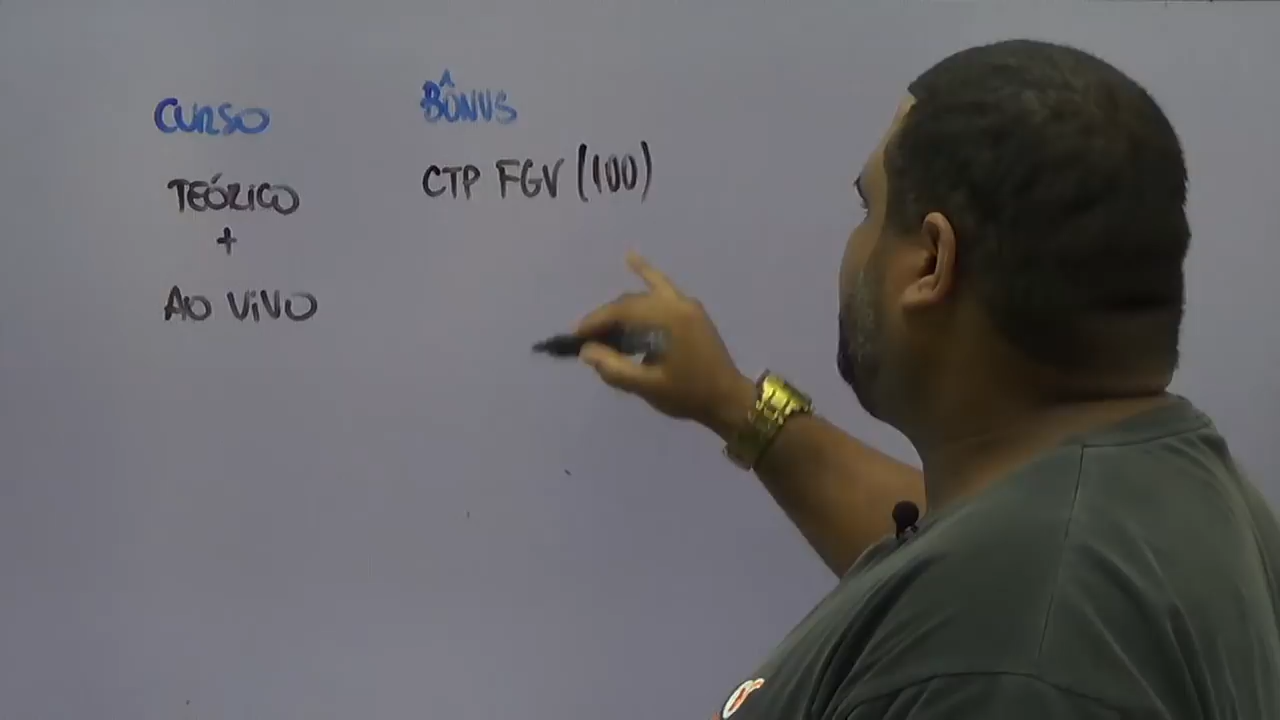 CURSO
TEÓRICO
+
AO ViVO
BÔNUS
CTP FGV (100)